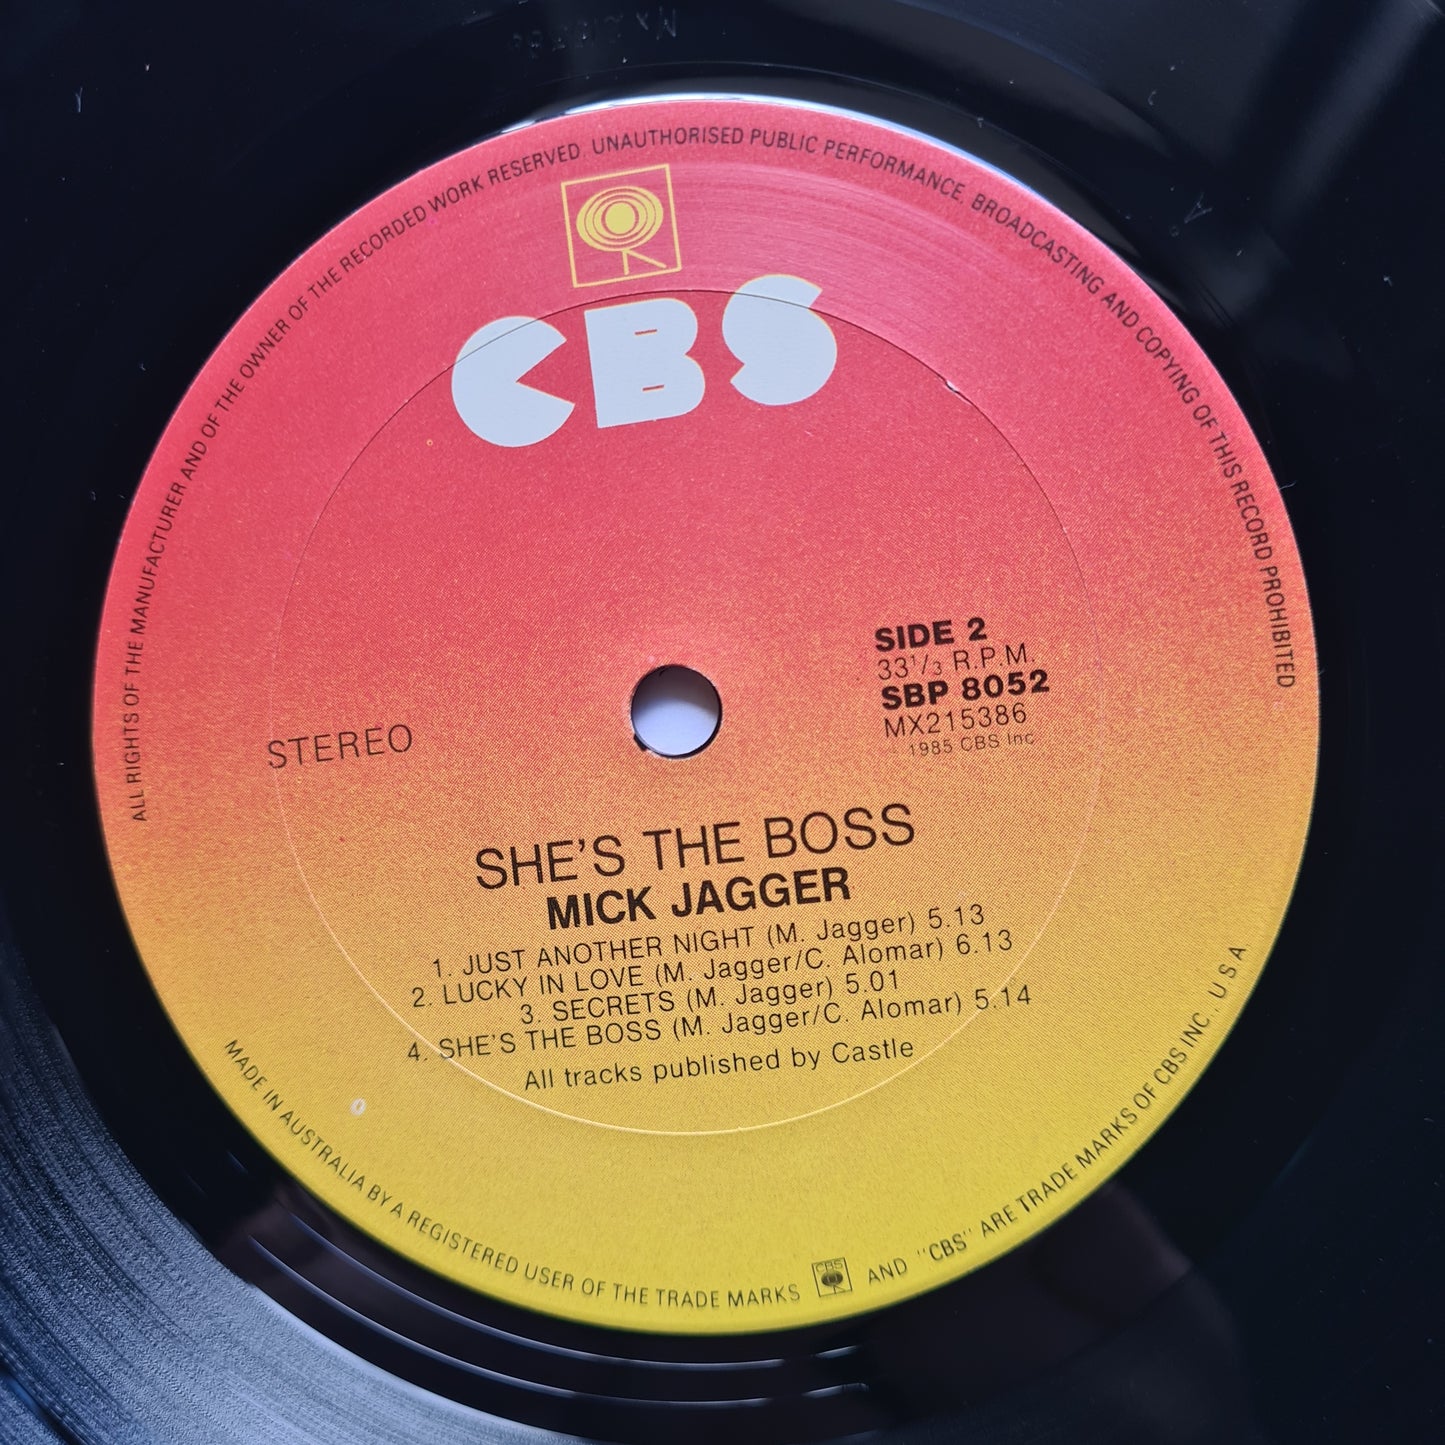 ALL RIGHTS OF THE MANUFACTURER AND OF THE OWNER OF THE RECORDED WORK RESERVED. UNAUTHORISED PUBLIC PERFORMANCE, BROADCASTING AND COPYING OF THIS RECORD PROHIBITED
CBS
STEREO
SIDE 2
33 1/3 R.P.M.
SBP 8052
MX215386
1985 CBS Inc
SHE'S THE BOSS
MICK JAGGER
1. JUST ANOTHER NIGHT (M. Jagger) 5.13
2. LUCKY IN LOVE (M. Jagger/C. Alomar) 6.13
3. SECRETS (M. Jagger) 5.01
4. SHE'S THE BOSS (M. Jagger/C. Alomar) 5.14
All tracks published by Castle
MADE IN AUSTRALIA BY A REGISTERED USER OF THE TRADE MARKS CBS AND "CBS" ARE TRADE MARKS OF CBS INC., U S A